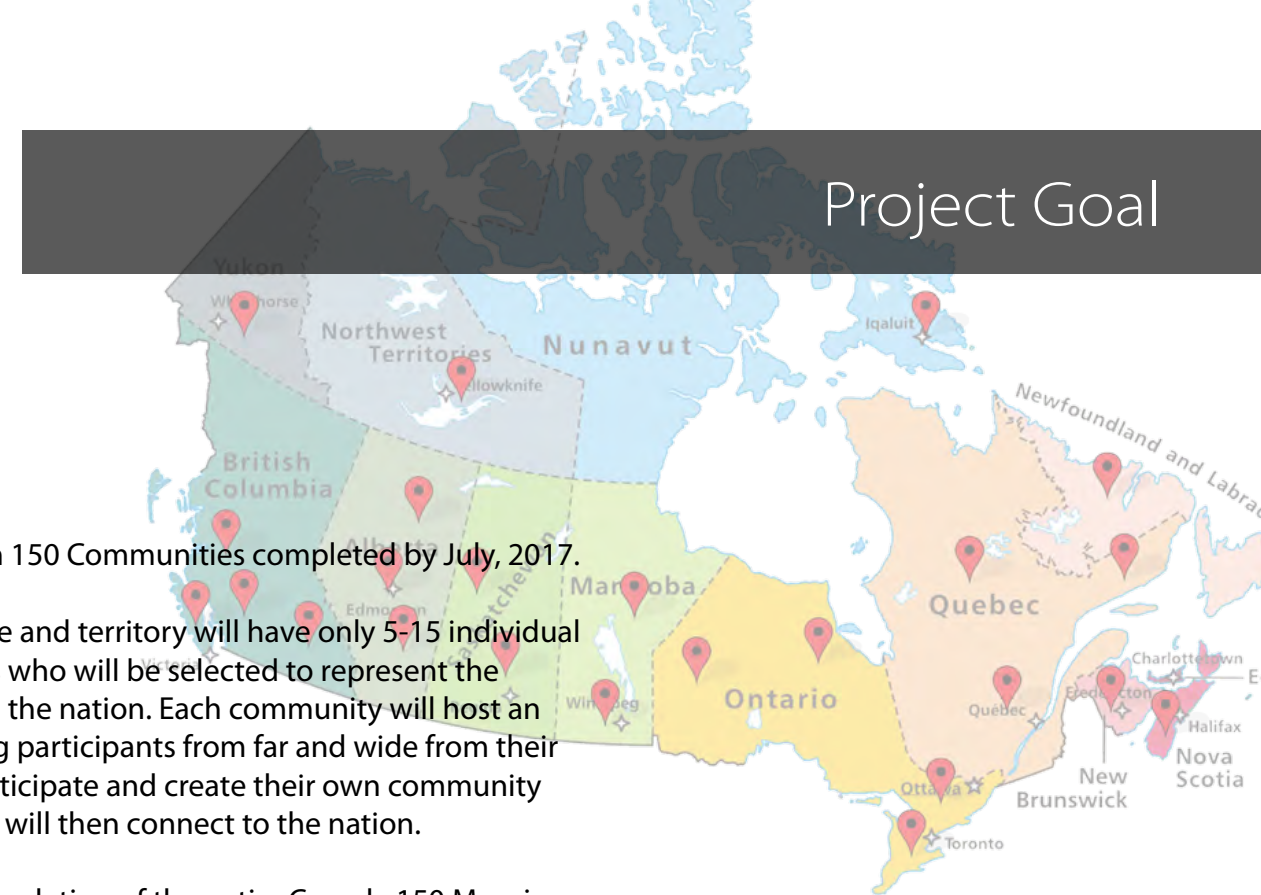 Project Goal
Yukon
Whitehorse
Northwest
Territories
Yellowknife
Nunavut
Iqaluit
Newfoundland and Labrad
British
Columbia
Alberta
Edmonton
Saskatchewan
Manitoba
Victoria
Winnipeg
Ontario
Quebec
Québec
Ottawa
Toronto
Charlottetown
Fredericton
Halifax
Nova
Scotia
New
Brunswick
150 Communities completed by July, 2017.
e and territory will have only 5-15 individual
who will be selected to represent the
the nation. Each community will host an
g participants from far and wide from their
ticipate and create their own community
will then connect to the nation.